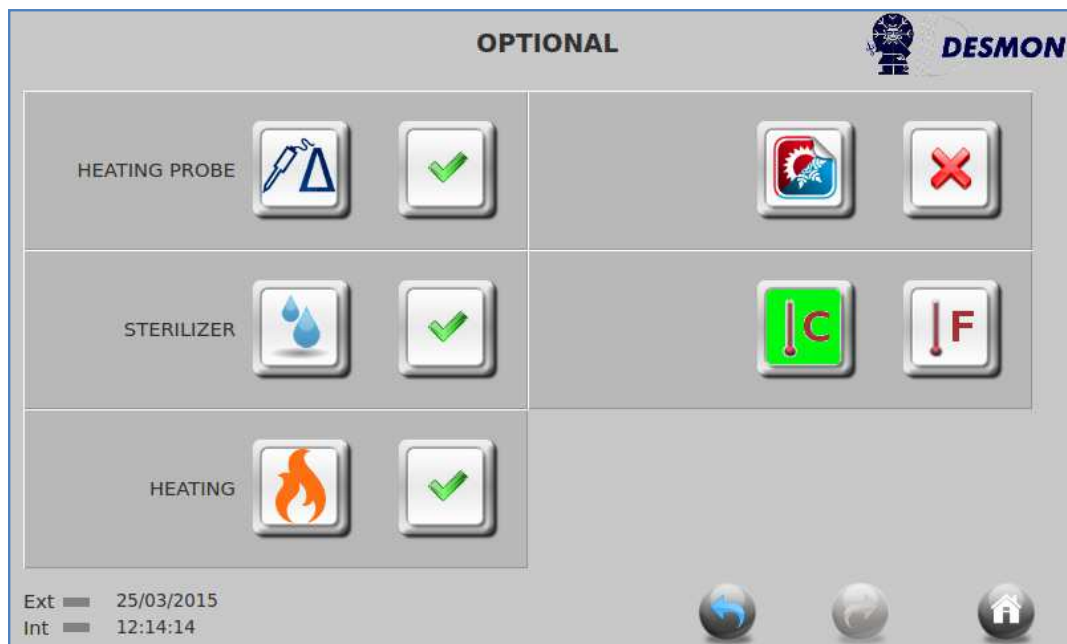 OPTIONAL
DESMON
HEATING PROBE
STERILIZER
C
F
HEATING
Ext 25/03/2015
Int 12:14:14